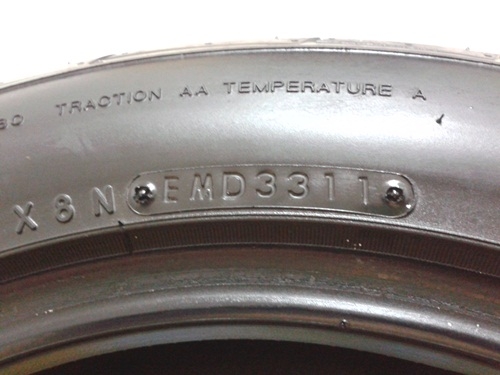 TRACTION AA TEMPERATURE A
X8N EMD3311